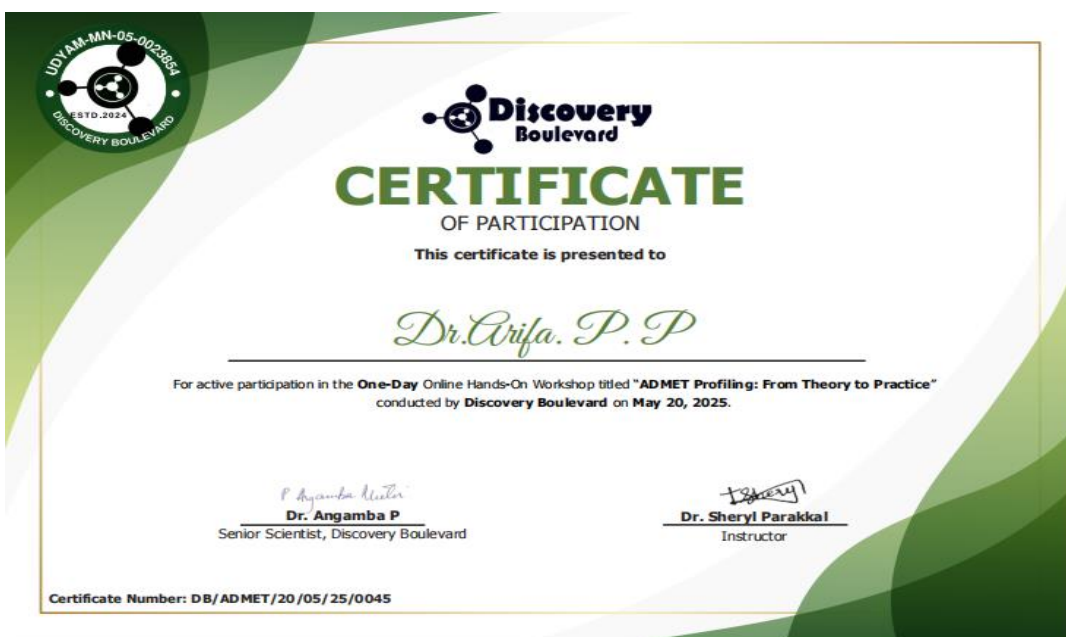 UDYAM-MN-05-0023854
ESTD.2024
DISCOVERY BOULEVARD
Discovery
Boulevard
CERTIFICATE
OF PARTICIPATION
This certificate is presented to
Dr.Arifa. P. P
For active participation in the One-Day Online Hands-On Workshop titled "ADMET Profiling: From Theory to Practice"
conducted by Discovery Boulevard on May 20, 2025.
Dr. Angamba P
Senior Scientist, Discovery Boulevard
Dr. Sheryl Parakkal
Instructor
Certificate Number: DB/ADMET/20/05/25/0045